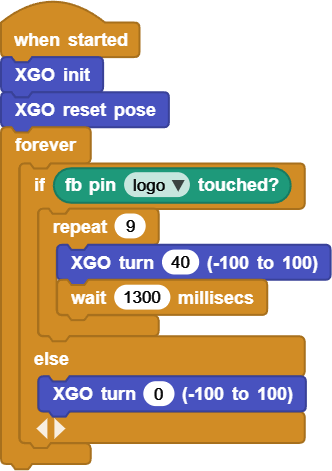 when started
XGO init
XGO reset pose
forever
if fb pin logo ▼ touched?
repeat 9
XGO turn 40 (-100 to 100)
wait 1300 millisecs
else
XGO turn 0 (-100 to 100)